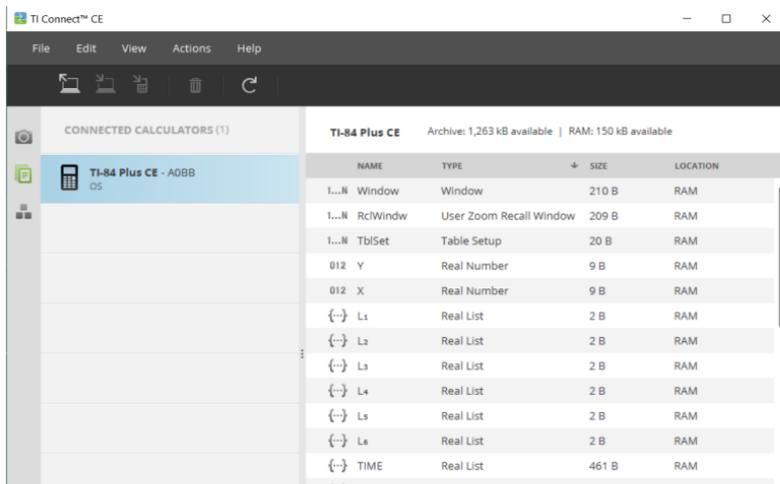 TI Connect™ CE
File Edit View Actions Help
CONNECTED CALCULATORS (1)
TI-84 Plus CE - A0BB
OS
TI-84 Plus CE Archive: 1,263 kB available | RAM: 150 kB available
NAME TYPE SIZE LOCATION
1...N Window Window 210 B RAM
1...N RclWindw User Zoom Recall Window 209 B RAM
1...N TblSet Table Setup 20 B RAM
012 Y Real Number 9 B RAM
012 X Real Number 9 B RAM
{...} L₁ Real List 2 B RAM
{...} L₂ Real List 2 B RAM
{...} L₃ Real List 2 B RAM
{...} L₄ Real List 2 B RAM
{...} L₅ Real List 2 B RAM
{...} L₆ Real List 2 B RAM
{...} TIME Real List 461 B RAM